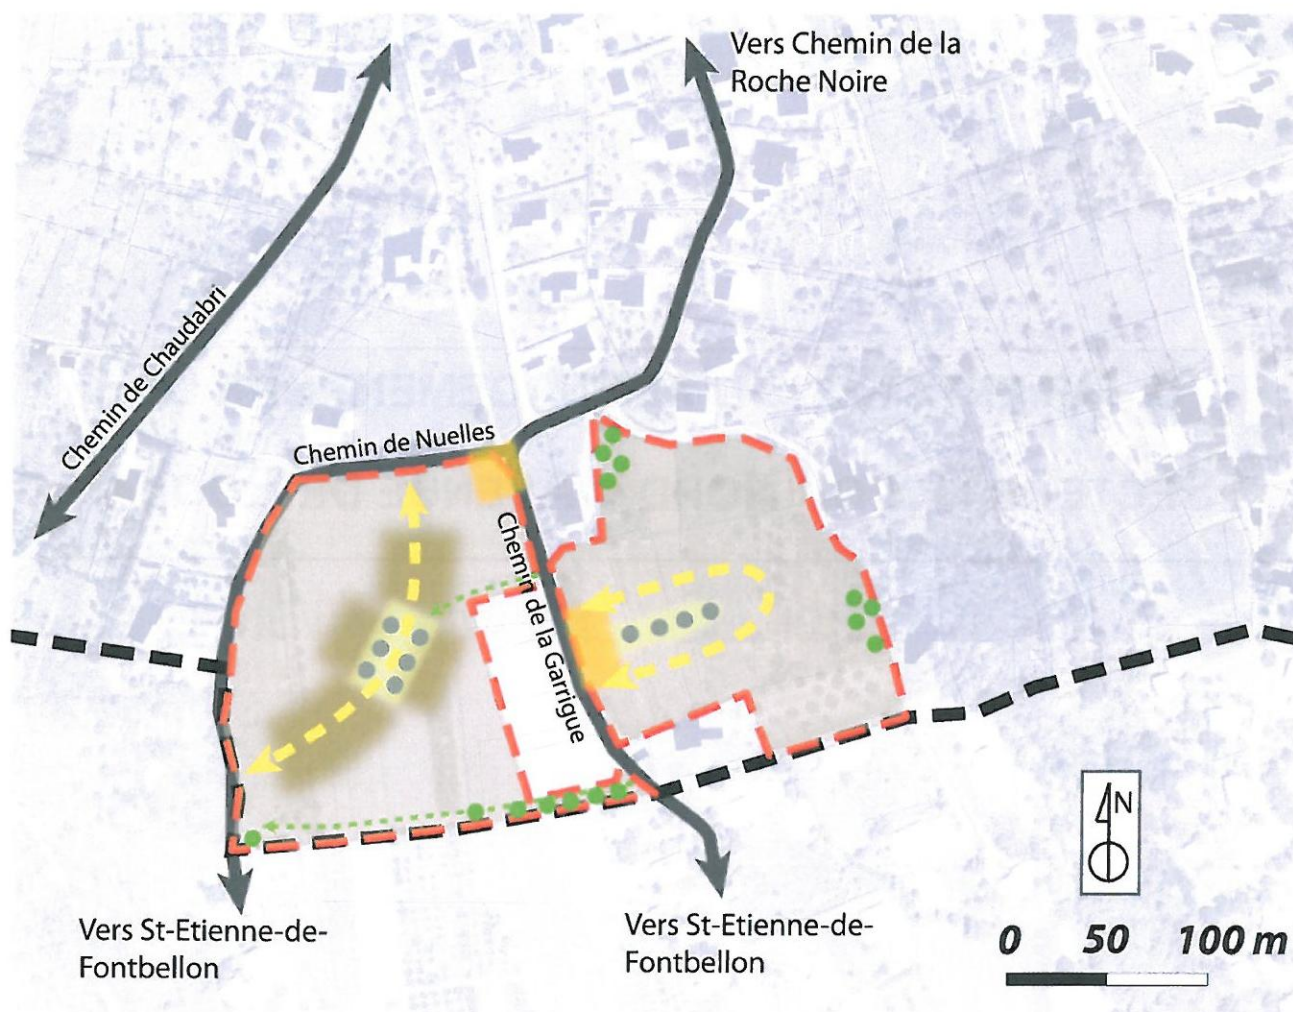 Vers Chemin de la
Roche Noire
Chemin de Chaudabri
Chemin de Nuelles
Chemin de la Garrigue
N
Vers St-Etienne-de-
Fontbellon
Vers St-Etienne-de-
Fontbellon
0 50 100 m